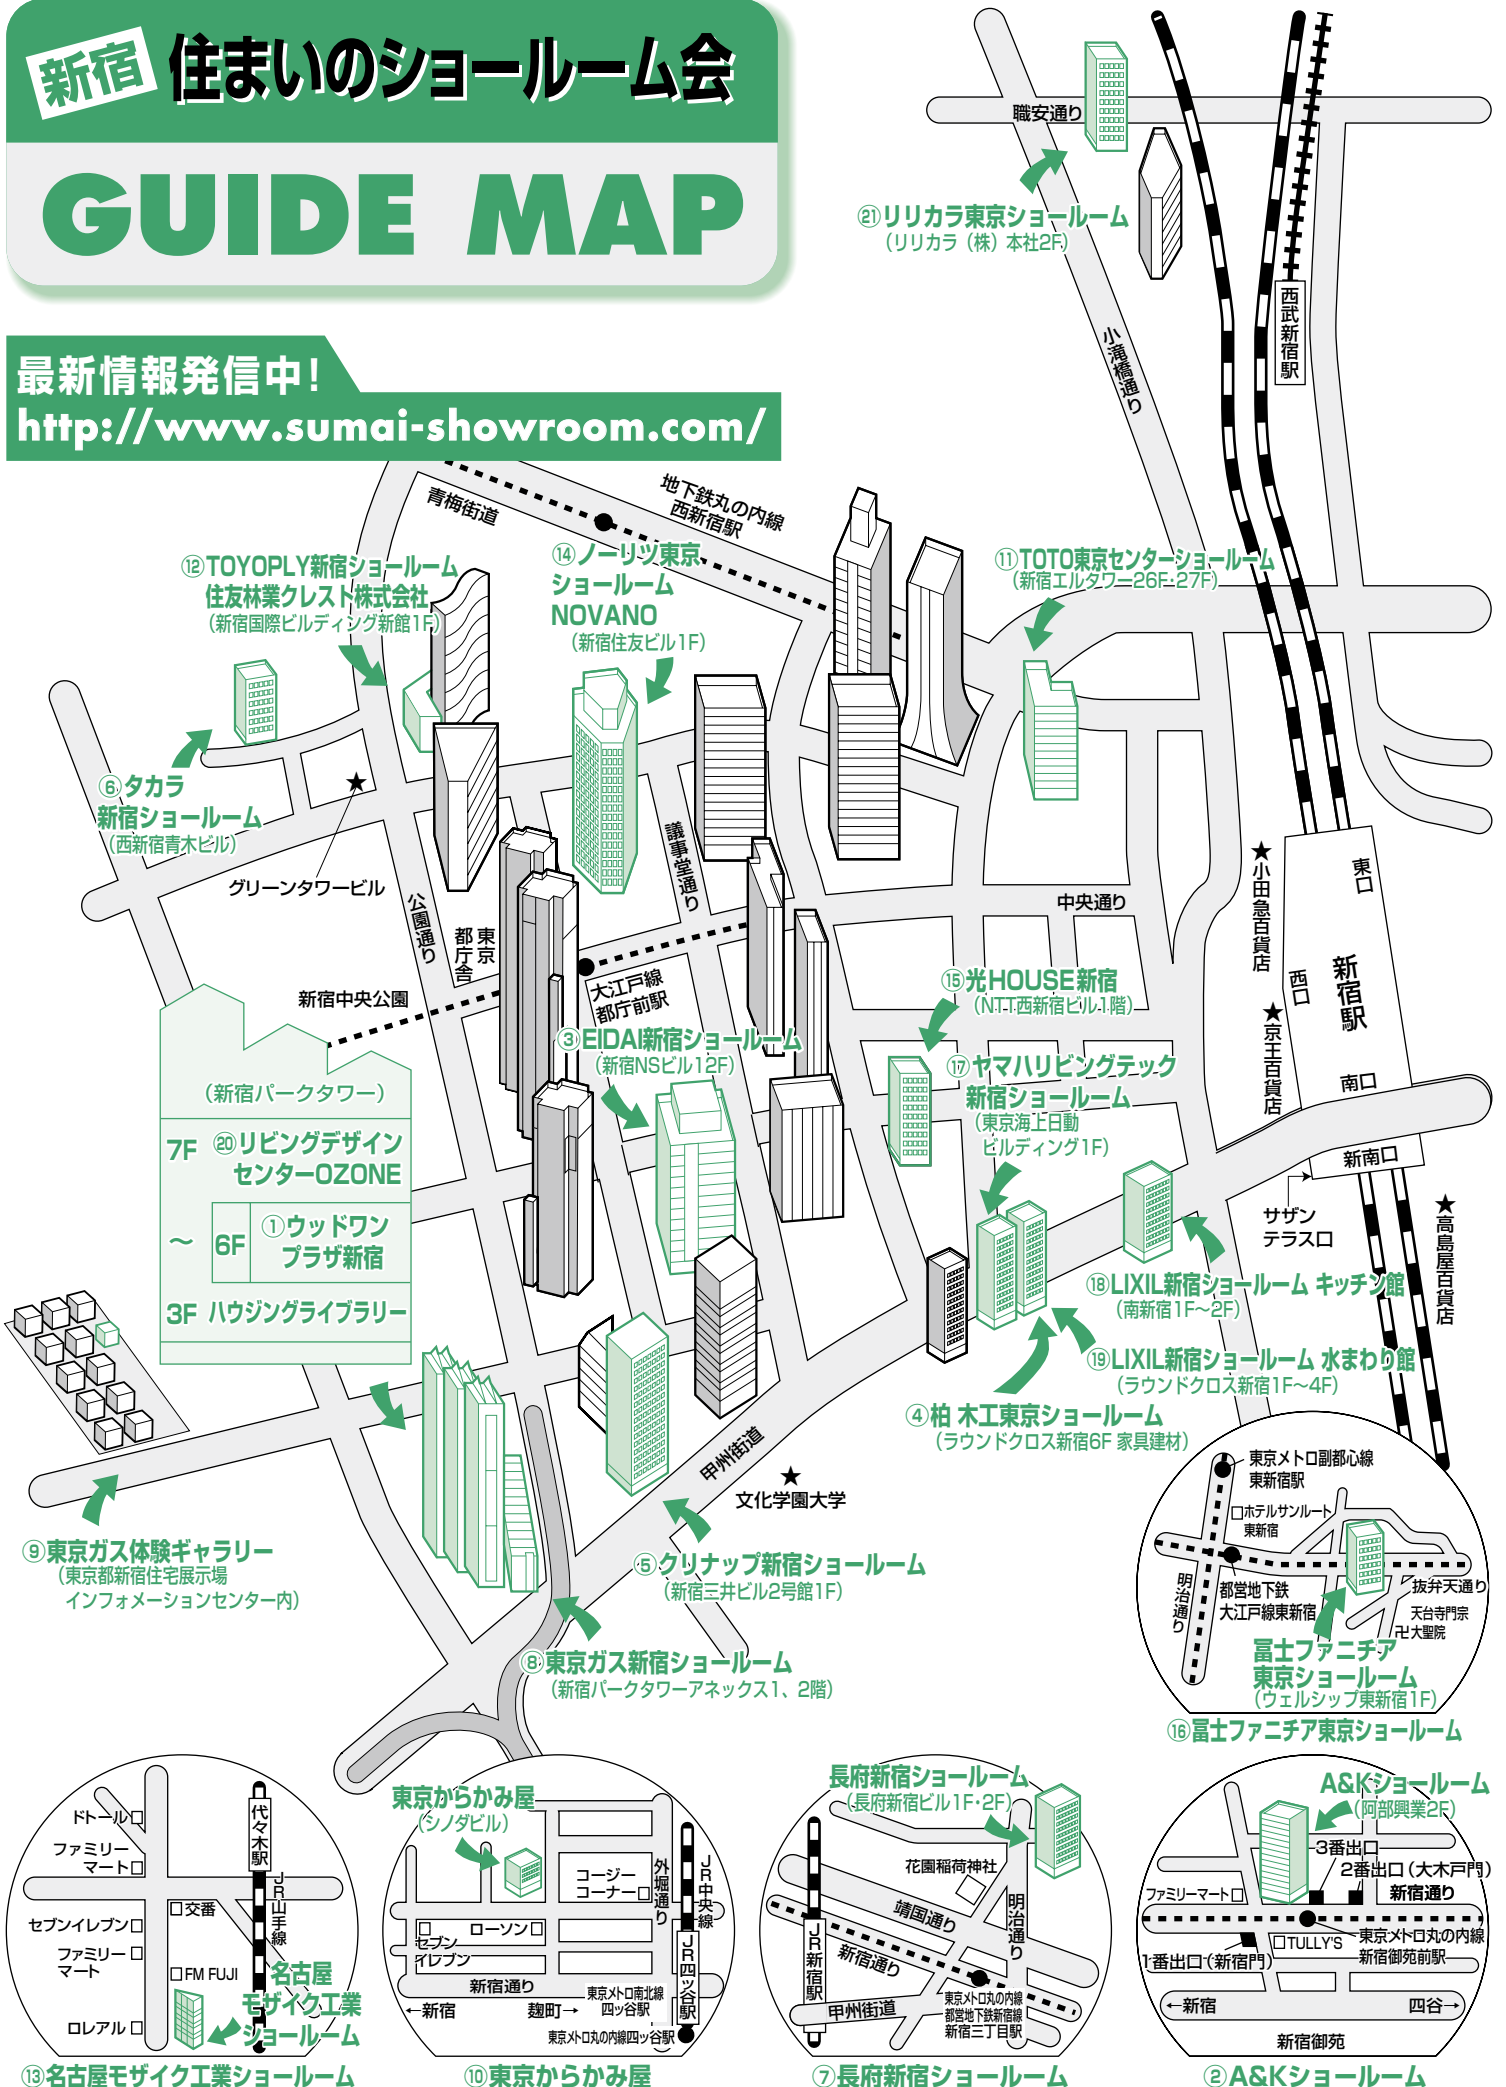 新宿 住まいのショールーム会
GUIDE MAP
最新情報発信中!
http://www.sumai-showroom.com/
職安通り
㉑リリカラ東京ショールーム
(リリカラ(株)本社2F)
西武新宿駅
小滝橋通り
青梅街道
地下鉄丸の内線
西新宿駅
⑫TOYOPLY新宿ショールーム
住友林業クレスト株式会社
(新宿国際ビルディング新館1F)
⑭ノーリツ東京
ショールーム
NOVANO
(新宿住友ビル1F)
⑪TOTO東京センターショールーム
(新宿エルタワー26F・27F)
⑥タカラ
新宿ショールーム
(西新宿青木ビル)
グリーンタワービル
公園通り
議事堂通り
東京
都庁舎
中央通り
★小田急百貨店
東口
西口
新宿駅
★京王百貨店
南口
新南口
サザン
テラス口
★高島屋百貨店
新宿中央公園
大江戸線
都庁前駅
⑮光HOUSE新宿
(NTT西新宿ビル1階)
③EIDAI新宿ショールーム
(新宿NSビル12F)
⑰ヤマハリビングテック
新宿ショールーム
(東京海上日動
ビルディング1F)
(新宿パークタワー)
7F ⑳リビングデザイン
センターOZONE
〜 6F ①ウッドワン
プラザ新宿
3F ハウジングライブラリー
⑱LIXIL新宿ショールーム キッチン館
(南新宿1F〜2F)
⑲LIXIL新宿ショールーム 水まわり館
(ラウンドクロス新宿1F〜4F)
④柏 木工東京ショールーム
(ラウンドクロス新宿6F 家具建材)
甲州街道
★
文化学園大学
⑨東京ガス体験ギャラリー
(東京都新宿住宅展示場
インフォメーションセンター内)
⑤クリナップ新宿ショールーム
(新宿三井ビル2号館1F)
⑧東京ガス新宿ショールーム
(新宿パークタワーアネックス1、2階)
東京メトロ副都心線
東新宿駅
ホテルサンルート
東新宿
明治通り
都営地下鉄
大江戸線東新宿
抜弁天通り
天台寺門宗
卍大聖院
冨士ファニチア
東京ショールーム
(ウェルシップ東新宿1F)
⑯冨士ファニチア東京ショールーム
ドトール
ファミリー
マート
代々木駅
JR山手線
交番
セブンイレブン
ファミリー
マート
FM FUJI
ロレアル
名古屋
モザイク工業
ショールーム
⑬名古屋モザイク工業ショールーム
東京からかみ屋
(シノダビル)
コージー
コーナー
外堀通り
JR中央線
ローソン
セブン
イレブン
新宿通り
JR四ッ谷駅
東京メトロ南北線
四ッ谷駅
←新宿
麹町→
東京メトロ丸の内線四ッ谷駅
⑩東京からかみ屋
長府新宿ショールーム
(長府新宿ビル1F・2F)
花園稲荷神社
靖国通り
明治通り
新宿通り
JR新宿駅
甲州街道
東京メトロ丸の内線
都営地下鉄新宿線
新宿三丁目駅
⑦長府新宿ショールーム
A&Kショールーム
(阿部興業2F)
3番出口
2番出口(大木戸門)
ファミリーマート
新宿通り
TULLY'S
東京メトロ丸の内線
新宿御苑前駅
1番出口(新宿門)
←新宿
四谷→
新宿御苑
②A&Kショールーム